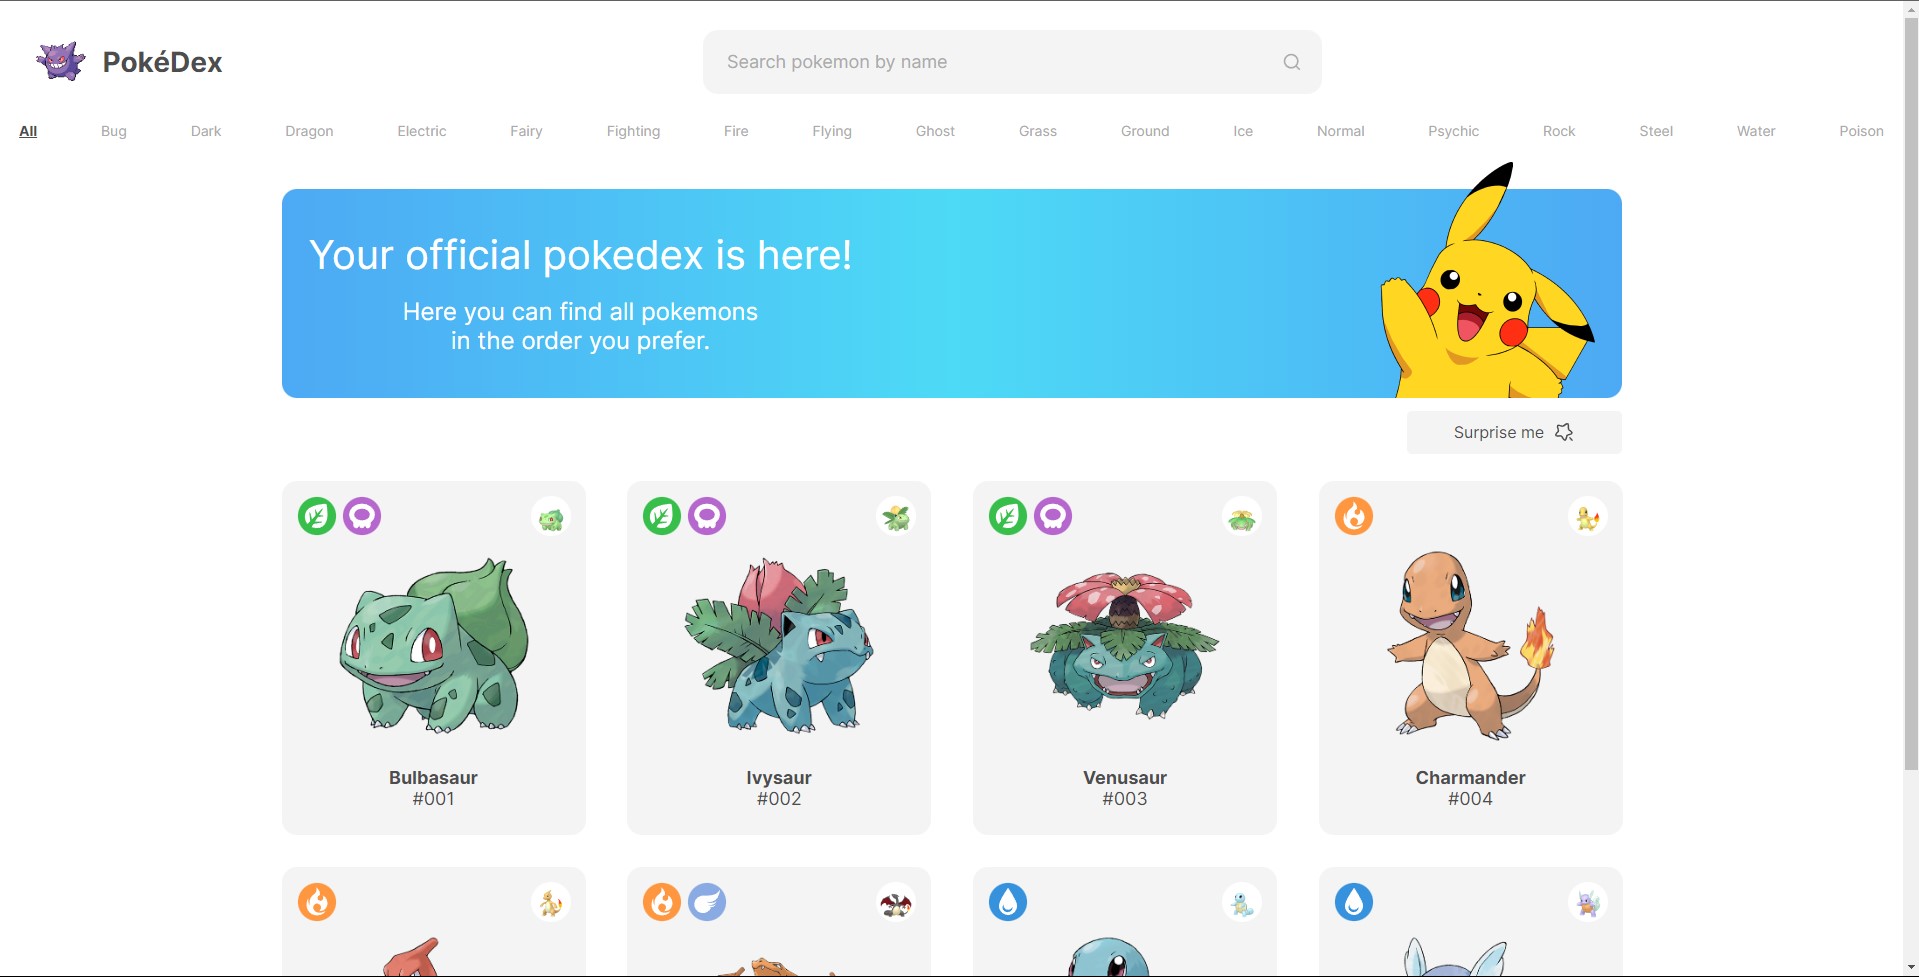 PokéDex
Search pokemon by name
All Bug Dark Dragon Electric Fairy Fighting Fire Flying Ghost Grass Ground Ice Normal Psychic Rock Steel Water Poison
Your official pokedex is here!
Here you can find all pokemons
in the order you prefer.
Surprise me
Bulbasaur
#001
Ivysaur
#002
Venusaur
#003
Charmander
#004